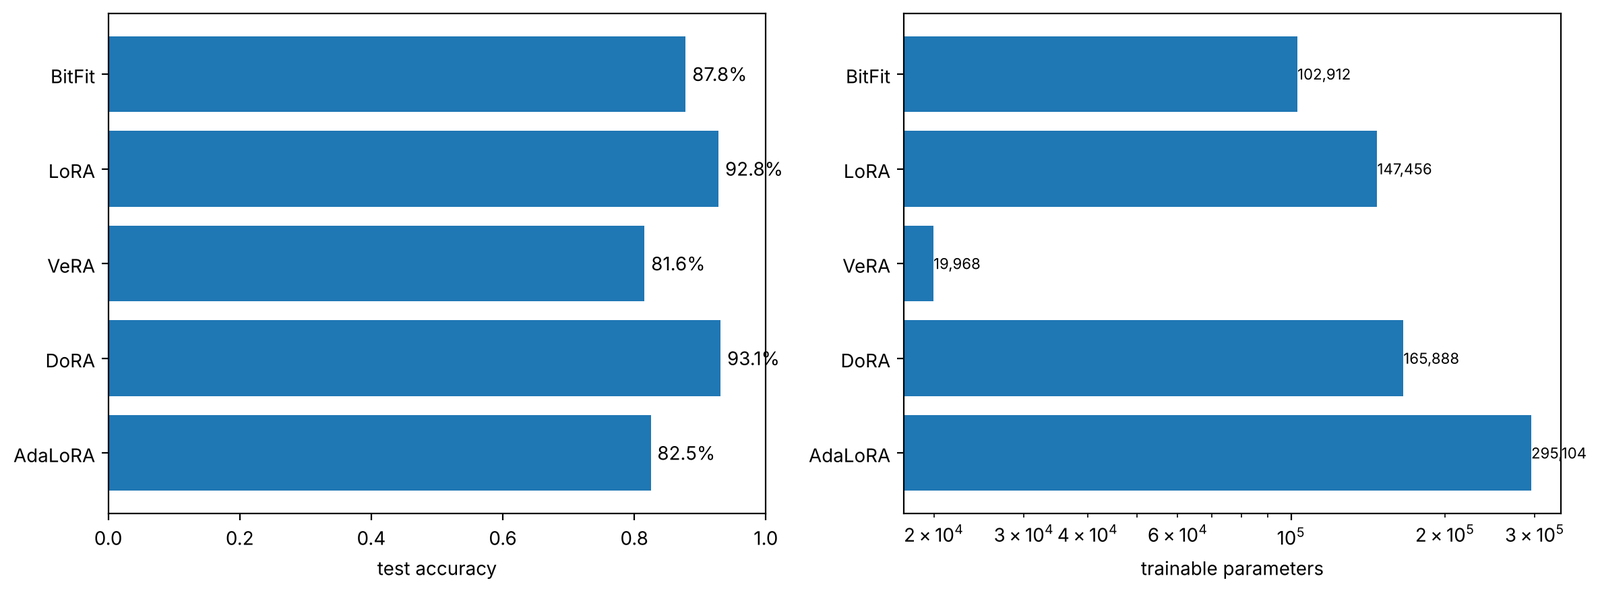 BitFit
87.8%
LoRA
92.8%
VeRA
81.6%
DoRA
93.1%
AdaLoRA
82.5%
0.0 0.2 0.4 0.6 0.8 1.0
test accuracy
BitFit
102,912
LoRA
147,456
VeRA
19,968
DoRA
165,888
AdaLoRA
295,104
2 × 10⁴ 3 × 10⁴ 4 × 10⁴ 6 × 10⁴ 10⁵ 2 × 10⁵ 3 × 10⁵
trainable parameters